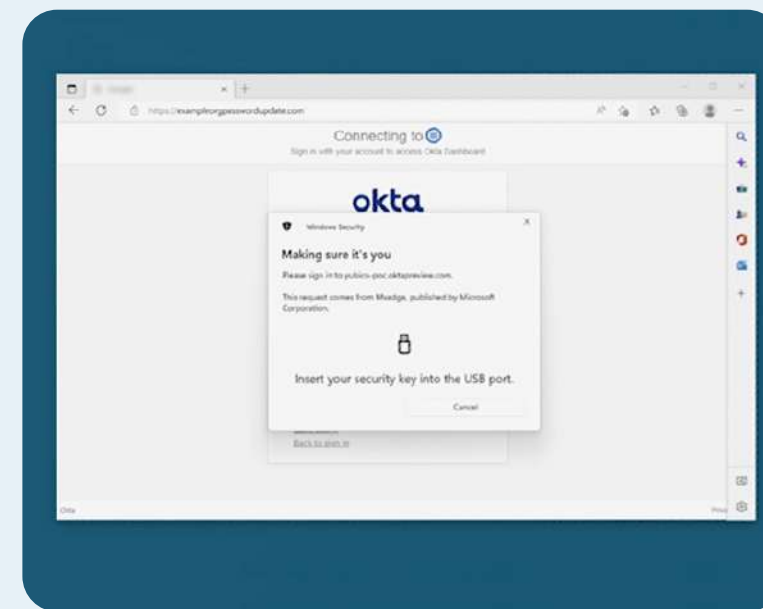 https://exampleorgpasswordupdate.com
Connecting to
Sign in with your account to access Okta Dashboard
okta
Windows Security
Making sure it's you
Please sign in to yubico-poc.oktapreview.com.
This request comes from Msedge, published by Microsoft
Corporation.
Insert your security key into the USB port.
Cancel
Back to sign in
Okta